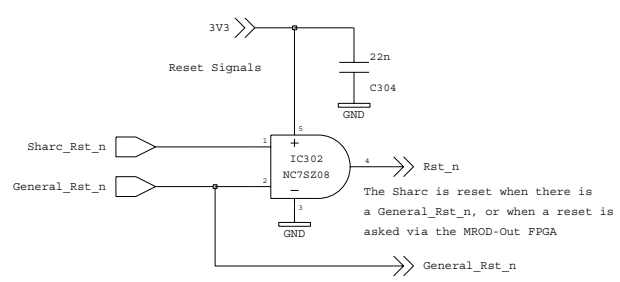 3V3
22n
Reset Signals
C304
GND
5
Sharc_Rst_n
1
+
IC302
4
Rst_n
NC7SZ08
General_Rst_n
2
−
The Sharc is reset when there is
3
a General_Rst_n, or when a reset is
GND
asked via the MROD-Out FPGA
General_Rst_n